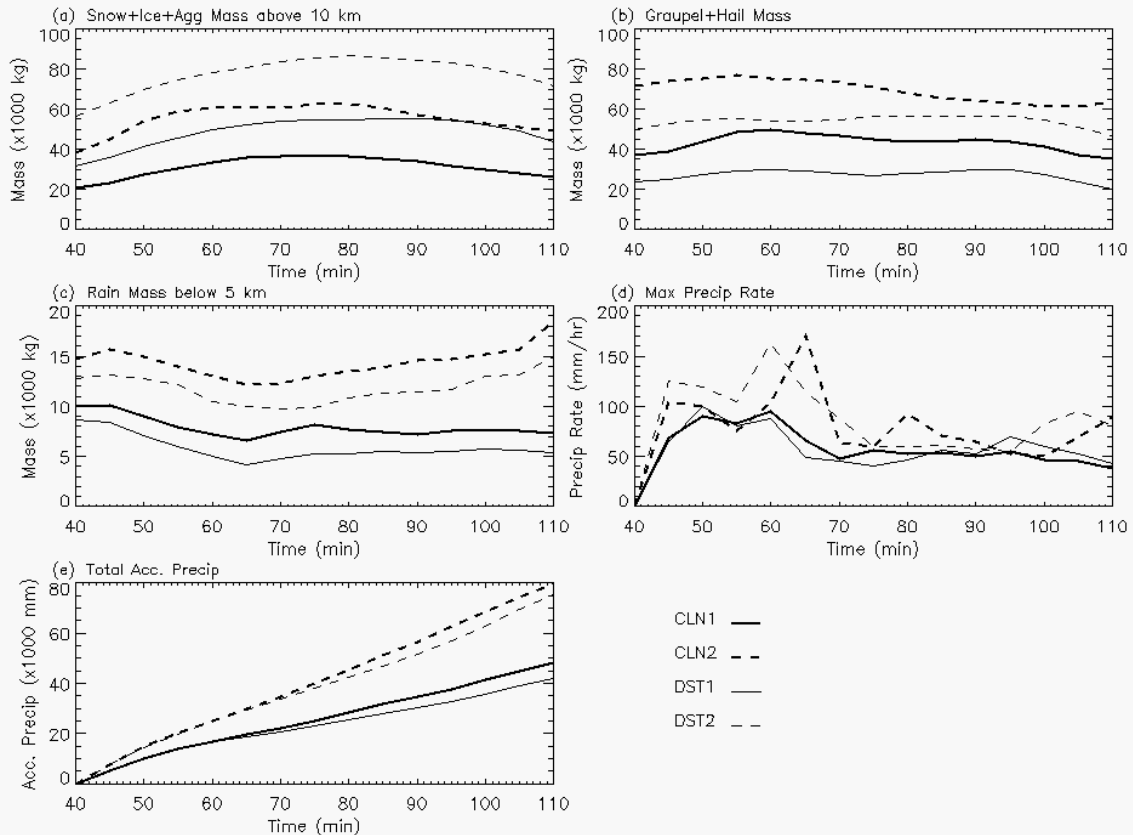 (a) Snow+Ice+Agg Mass above 10 km
100
80
60
40
20
0
Mass (x1000 kg)
40 50 60 70 80 90 100 110
Time (min)
(b) Graupel+Hail Mass
100
80
60
40
20
0
Mass (x1000 kg)
40 50 60 70 80 90 100 110
Time (min)
(c) Rain Mass below 5 km
20
15
10
5
0
Mass (x1000 kg)
40 50 60 70 80 90 100 110
Time (min)
(d) Max Precip Rate
200
150
100
50
0
Precip Rate (mm/hr)
40 50 60 70 80 90 100 110
Time (min)
(e) Total Acc. Precip
80
60
40
20
0
Acc. Precip (x1000 mm)
40 50 60 70 80 90 100 110
Time (min)
CLN1
CLN2
DST1
DST2